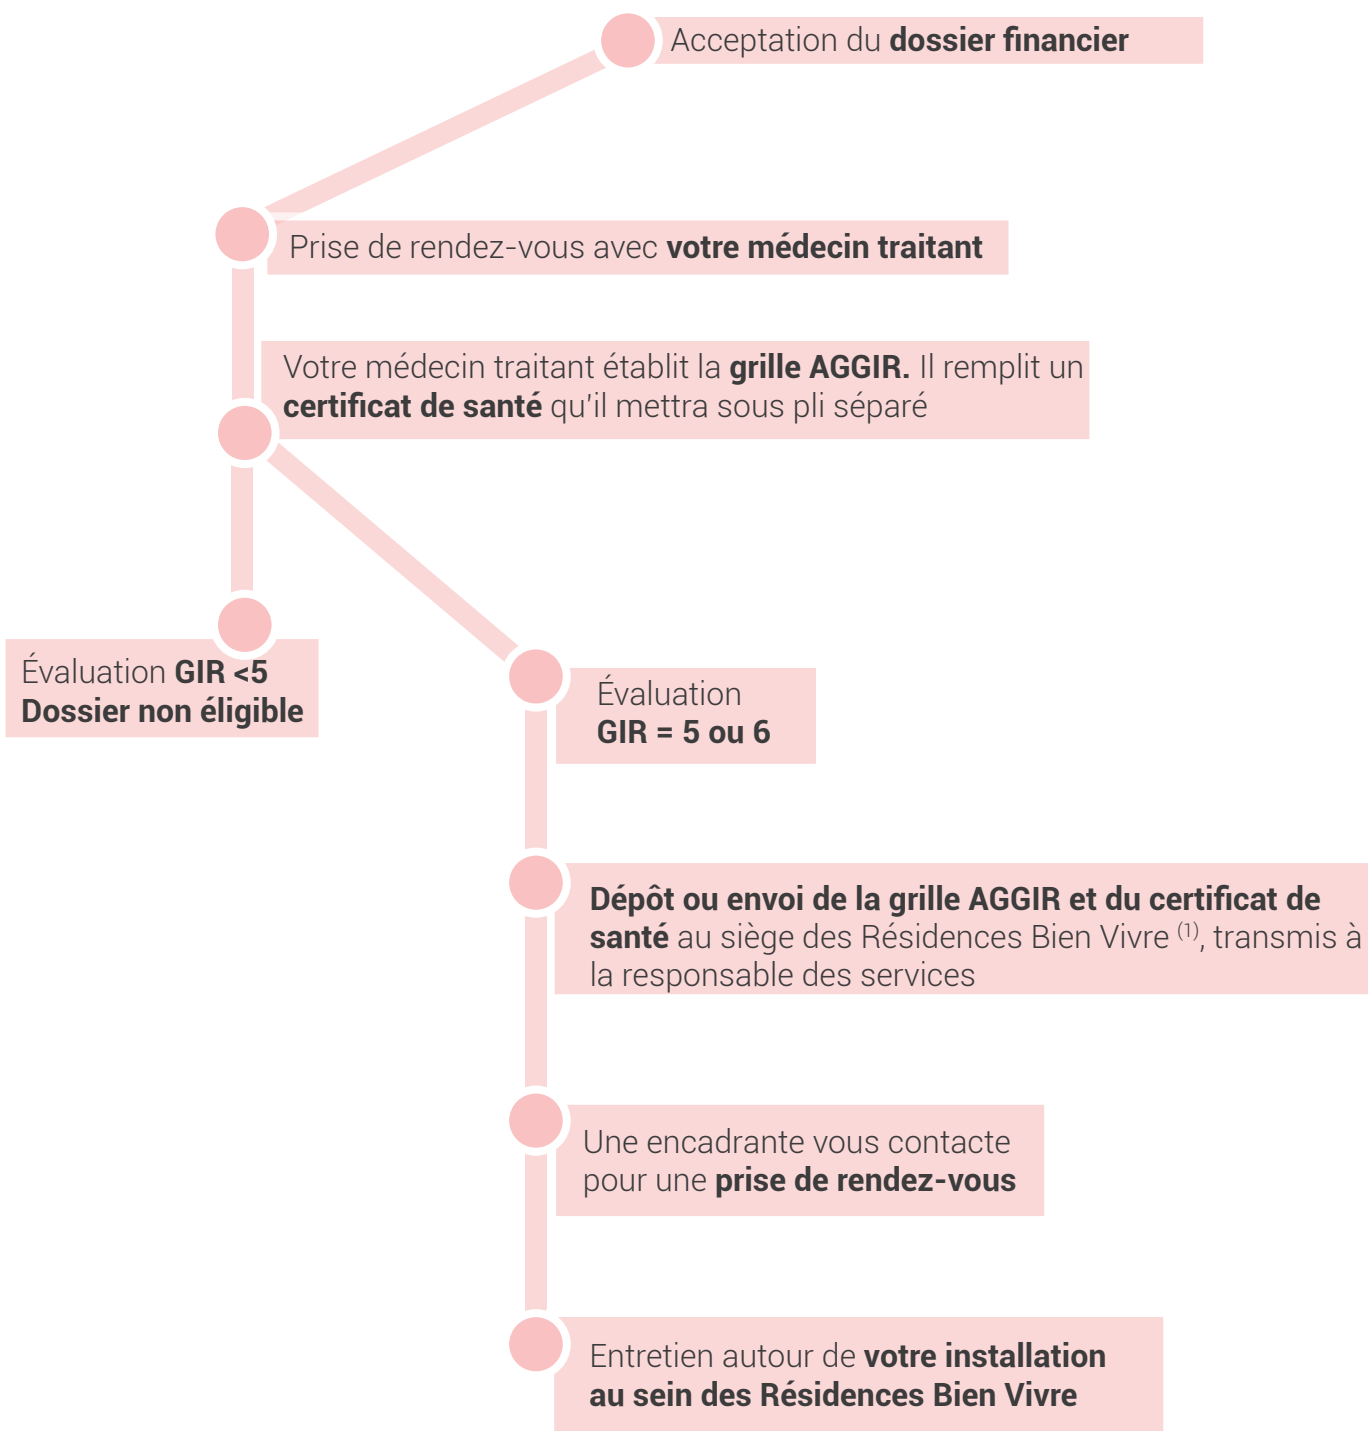 Acceptation du dossier financier
Prise de rendez-vous avec votre médecin traitant
Votre médecin traitant établit la grille AGGIR. Il remplit un
certificat de santé qu'il mettra sous pli séparé
Évaluation GIR <5
Dossier non éligible
Évaluation
GIR = 5 ou 6
Dépôt ou envoi de la grille AGGIR et du certificat de
santé au siège des Résidences Bien Vivre (1), transmis à
la responsable des services
Une encadrante vous contacte
pour une prise de rendez-vous
Entretien autour de votre installation
au sein des Résidences Bien Vivre